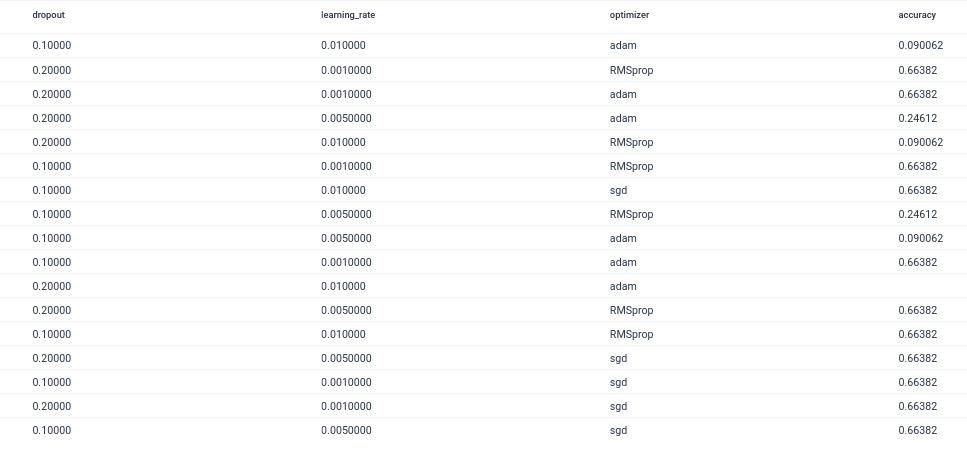 dropout learning_rate optimizer accuracy
0.10000 0.010000 adam 0.090062
0.20000 0.0010000 RMSprop 0.66382
0.20000 0.0010000 adam 0.66382
0.20000 0.0050000 adam 0.24612
0.20000 0.010000 RMSprop 0.090062
0.10000 0.0010000 RMSprop 0.66382
0.10000 0.010000 sgd 0.66382
0.10000 0.0050000 RMSprop 0.24612
0.10000 0.0050000 adam 0.090062
0.10000 0.0010000 adam 0.66382
0.20000 0.010000 adam
0.20000 0.0050000 RMSprop 0.66382
0.10000 0.010000 RMSprop 0.66382
0.20000 0.0050000 sgd 0.66382
0.10000 0.0010000 sgd 0.66382
0.20000 0.0010000 sgd 0.66382
0.10000 0.0050000 sgd 0.66382